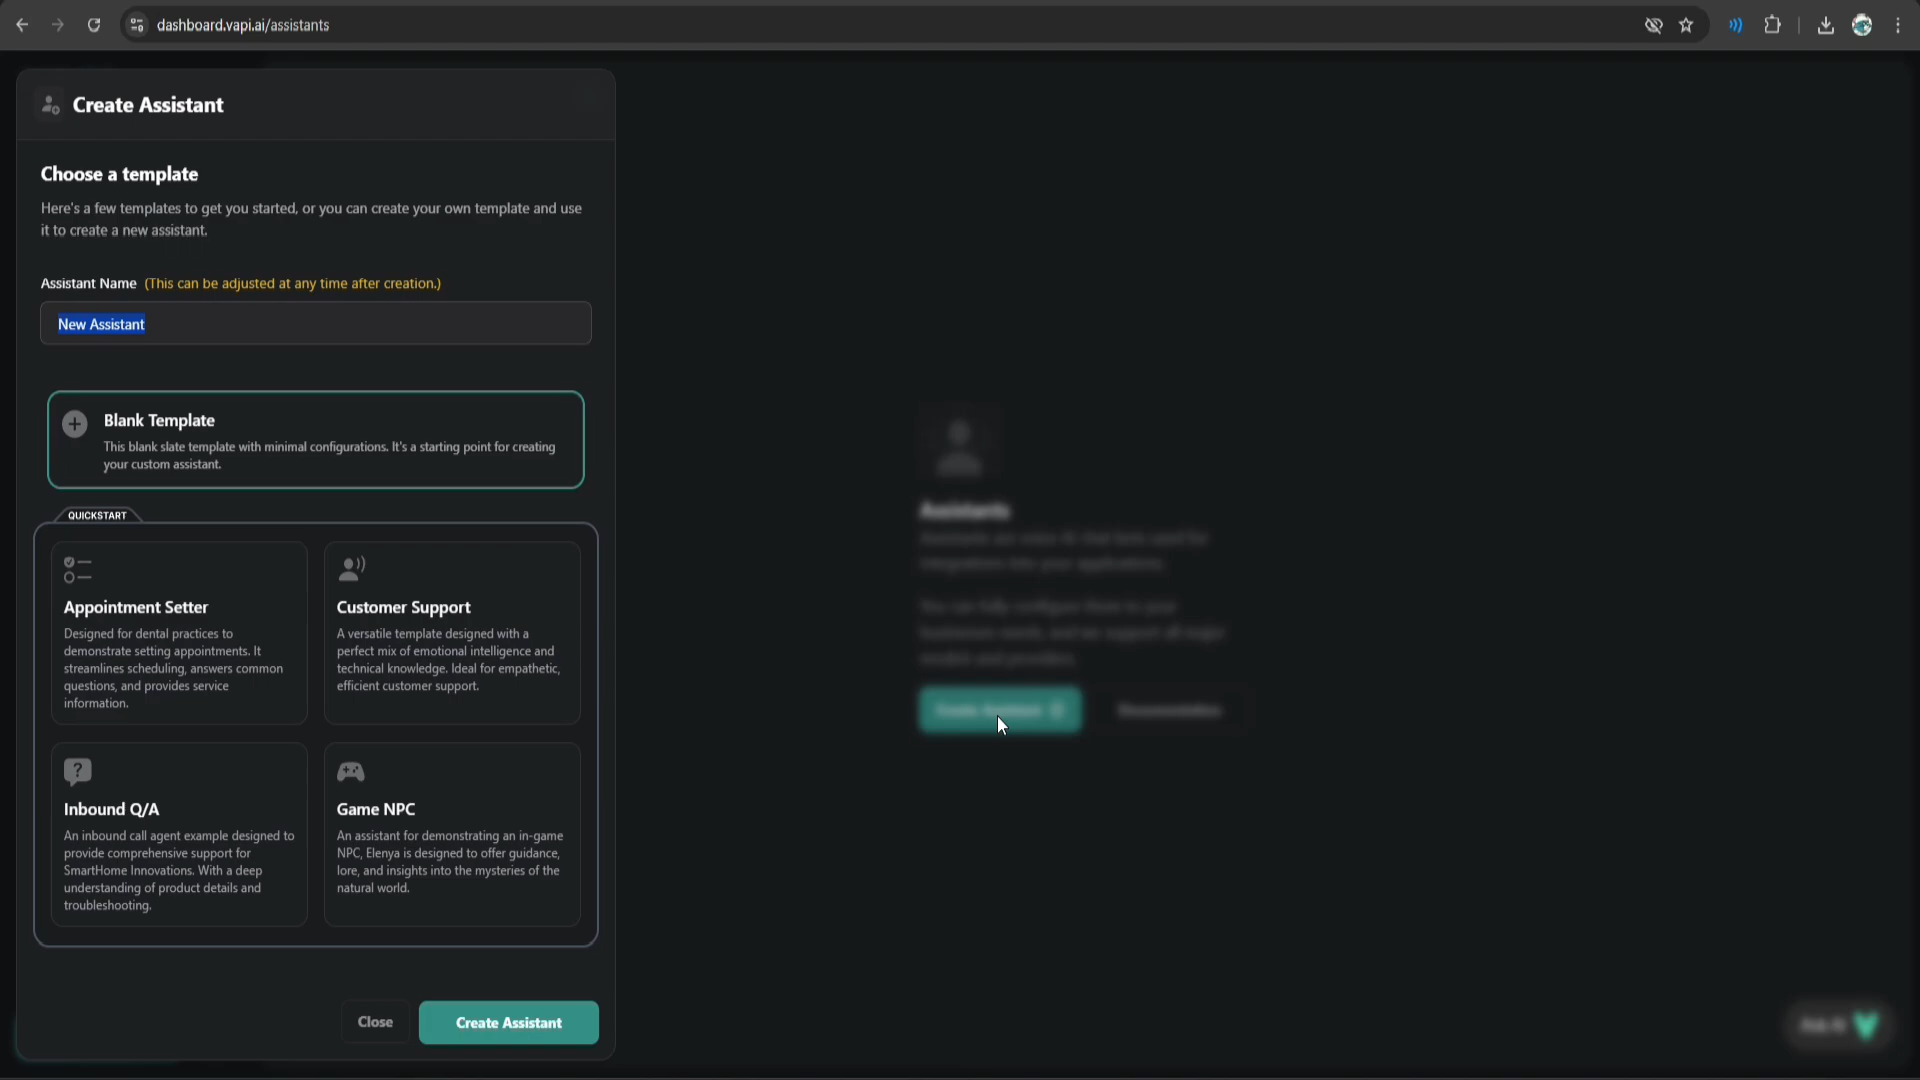 dashboard.vapi.ai/assistants
Create Assistant
Choose a template
Here's a few templates to get you started, or you can create your own template and use
it to create a new assistant.
Assistant Name (This can be adjusted at any time after creation.)
New Assistant
Blank Template
This blank slate template with minimal configurations. It's a starting point for creating
your custom assistant.
QUICKSTART
Appointment Setter
Designed for dental practices to
demonstrate setting appointments. It
streamlines scheduling, answers common
questions, and provides service
information.
Customer Support
A versatile template designed with a
perfect mix of emotional intelligence and
technical knowledge. Ideal for empathetic,
efficient customer support.
Inbound Q/A
An inbound call agent example designed to
provide comprehensive support for
SmartHome Innovations. With a deep
understanding of product details and
troubleshooting.
Game NPC
An assistant for demonstrating an in-game
NPC, Elenya is designed to offer guidance,
lore, and insights into the mysteries of the
natural world.
Close
Create Assistant
Assistants
Create Assistant
Documentation